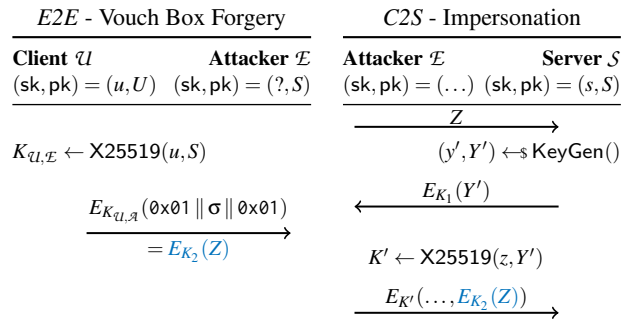 E2E - Vouch Box Forgery
Client 𝒰 Attacker ℰ
(sk,pk) = (u,U) (sk,pk) = (?,S)
K_{𝒰,ℰ} ← X25519(u,S)
E_{K_{𝒰,𝒜}}(0x01 ∥ σ ∥ 0x01)
= E_{K_2}(Z)
C2S - Impersonation
Attacker ℰ Server 𝒮
(sk,pk) = (...) (sk,pk) = (s,S)
Z
(y′,Y′) ←$ KeyGen()
E_{K_1}(Y′)
K′ ← X25519(z,Y′)
E_{K′}(...,E_{K_2}(Z))